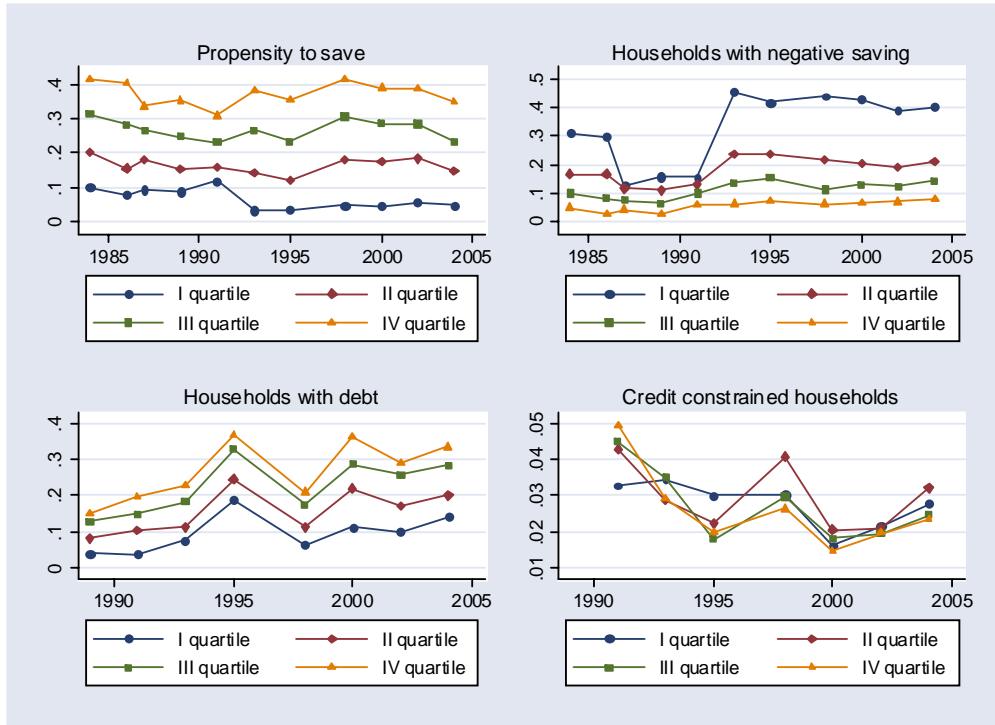 Propensity to save
.4
.3
.2
.1
0
1985 1990 1995 2000 2005
I quartile II quartile
III quartile IV quartile
Households with negative saving
.5
.4
.3
.2
.1
0
1985 1990 1995 2000 2005
I quartile II quartile
III quartile IV quartile
Households with debt
.4
.3
.2
.1
0
1990 1995 2000 2005
I quartile II quartile
III quartile IV quartile
Credit constrained households
.05
.04
.03
.02
.01
1990 1995 2000 2005
I quartile II quartile
III quartile IV quartile